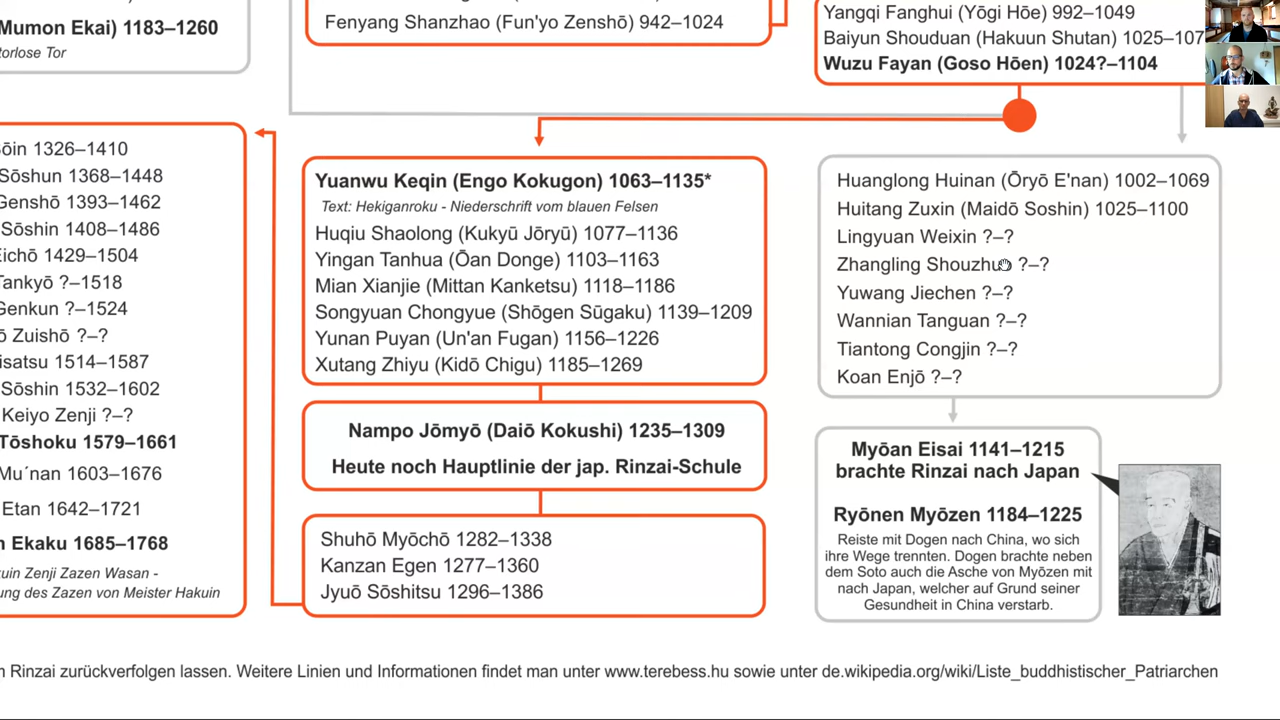 Mumon Ekai) 1183–1260
torlose Tor
Fenyang Shanzhao (Fun'yo Zenshō) 942–1024
Yangqi Fanghui (Yōgi Hōe) 992–1049
Baiyun Shouduan (Hakuun Shutan) 1025–107
Wuzu Fayan (Goso Hōen) 1024?–1104
Sōin 1326–1410
Sōshun 1368–1448
Genshō 1393–1462
Sōshin 1408–1486
Eichō 1429–1504
Tankyō ?–1518
Genkun ?–1524
ō Zuishō ?–?
isatsu 1514–1587
Sōshin 1532–1602
Keiyo Zenji ?–?
Tōshoku 1579–1661
Mu´nan 1603–1676
Etan 1642–1721
n Ekaku 1685–1768
kuin Zenji Zazen Wasan -
ung des Zazen von Meister Hakuin
Yuanwu Keqin (Engo Kokugon) 1063–1135*
Text: Hekiganroku - Niederschrift vom blauen Felsen
Huqiu Shaolong (Kukyū Jōryū) 1077–1136
Yingan Tanhua (Ōan Donge) 1103–1163
Mian Xianjie (Mittan Kanketsu) 1118–1186
Songyuan Chongyue (Shōgen Sūgaku) 1139–1209
Yunan Puyan (Un'an Fugan) 1156–1226
Xutang Zhiyu (Kidō Chigu) 1185–1269
Nampo Jōmyō (Daiō Kokushi) 1235–1309
Heute noch Hauptlinie der jap. Rinzai-Schule
Shuhō Myōchō 1282–1338
Kanzan Egen 1277–1360
Jyuō Sōshitsu 1296–1386
Huanglong Huinan (Ōryō E'nan) 1002–1069
Huitang Zuxin (Maidō Soshin) 1025–1100
Lingyuan Weixin ?–?
Zhangling ?–?
Yuwang Jiechen ?–?
Wannian Tanguan ?–?
Tiantong Congjin ?–?
Koan Enjō ?–?
Myōan Eisai 1141–1215
brachte Rinzai nach Japan
Ryōnen Myōzen 1184–1225
Reiste mit Dogen nach China, wo sich
ihre Wege trennten. Dogen brachte neben
dem Soto auch die Asche von Myōzen mit
nach Japan, welcher auf Grund seiner
Gesundheit in China verstarb.
n Rinzai zurückverfolgen lassen. Weitere Linien und Informationen findet man unter www.terebess.hu sowie unter de.wikipedia.org/wiki/Liste_buddhistischer_Patriarchen